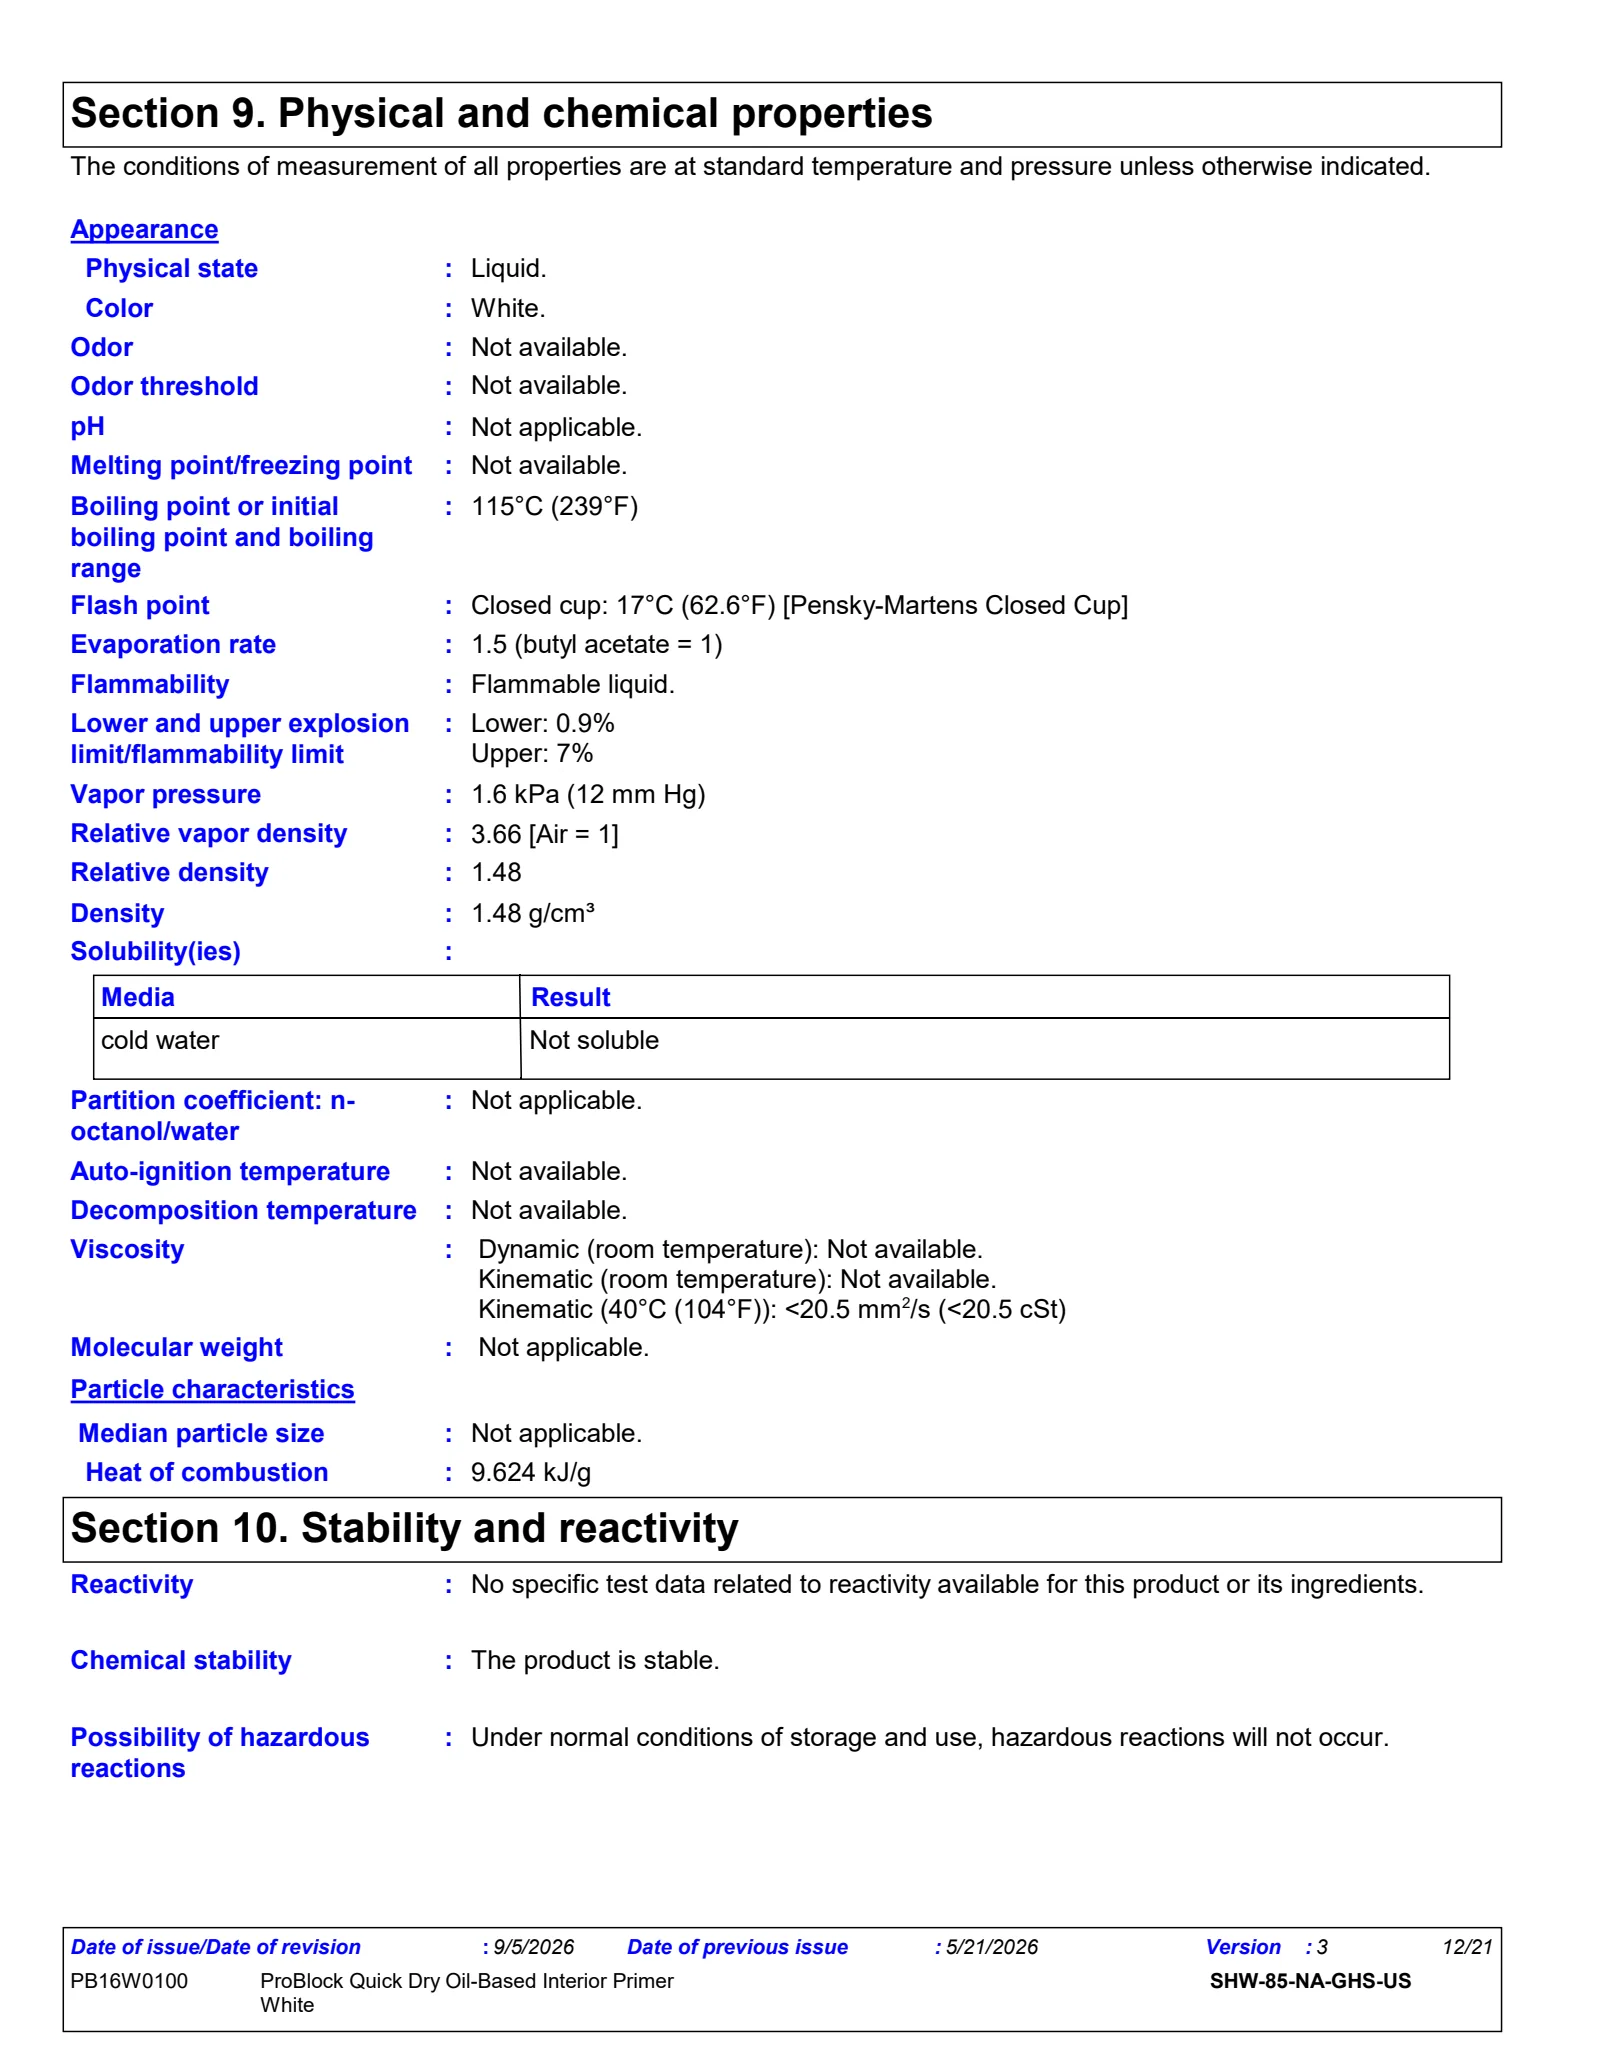 Section 9. Physical and chemical properties
The conditions of measurement of all properties are at standard temperature and pressure unless otherwise indicated.
Appearance
Physical state : Liquid.
Color : White.
Odor : Not available.
Odor threshold : Not available.
pH : Not applicable.
Melting point/freezing point : Not available.
Boiling point or initial : 115°C (239°F)
boiling point and boiling
range
Flash point : Closed cup: 17°C (62.6°F) [Pensky-Martens Closed Cup]
Evaporation rate : 1.5 (butyl acetate = 1)
Flammability : Flammable liquid.
Lower and upper explosion : Lower: 0.9%
limit/flammability limit Upper: 7%
Vapor pressure : 1.6 kPa (12 mm Hg)
Relative vapor density : 3.66 [Air = 1]
Relative density : 1.48
Density : 1.48 g/cm³
Solubility(ies) :
Media Result
cold water Not soluble
Partition coefficient: n- : Not applicable.
octanol/water
Auto-ignition temperature : Not available.
Decomposition temperature : Not available.
Viscosity : Dynamic (room temperature): Not available.
Kinematic (room temperature): Not available.
Kinematic (40°C (104°F)): <20.5 mm²/s (<20.5 cSt)
Molecular weight : Not applicable.
Particle characteristics
Median particle size : Not applicable.
Heat of combustion : 9.624 kJ/g
Section 10. Stability and reactivity
Reactivity : No specific test data related to reactivity available for this product or its ingredients.
Chemical stability : The product is stable.
Possibility of hazardous : Under normal conditions of storage and use, hazardous reactions will not occur.
reactions
Date of issue/Date of revision : 9/5/2026 Date of previous issue : 5/21/2026 Version : 3 12/21
PB16W0100 ProBlock Quick Dry Oil-Based Interior Primer SHW-85-NA-GHS-US
White